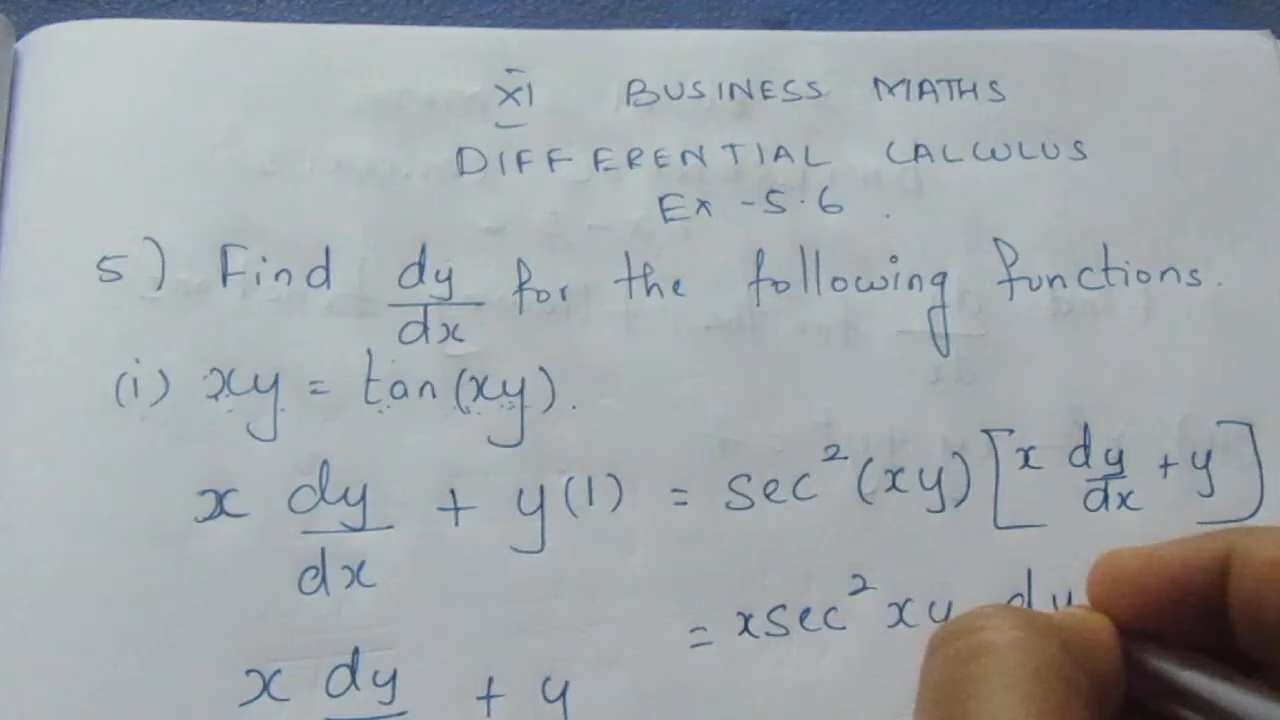 XI BUSINESS MATHS
DIFFERENTIAL CALCULUS
Ex - 5.6.
5) Find dy/dx for the following functions.
(i) xy = tan(xy).
x dy/dx + y(1) = sec²(xy) [x dy/dx + y]
= x sec² xy dy
x dy + y